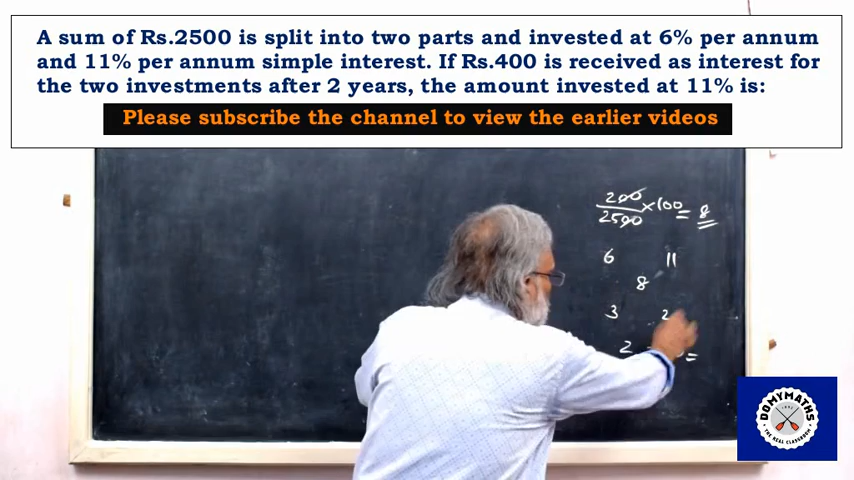 A sum of Rs.2500 is split into two parts and invested at 6% per annum
and 11% per annum simple interest. If Rs.400 is received as interest for
the two investments after 2 years, the amount invested at 11% is:
Please subscribe the channel to view the earlier videos
200/2500 ×100 = 8
6 11
8
3 2
2 =
DOMYMATHS
THE REAL CLASSROOM